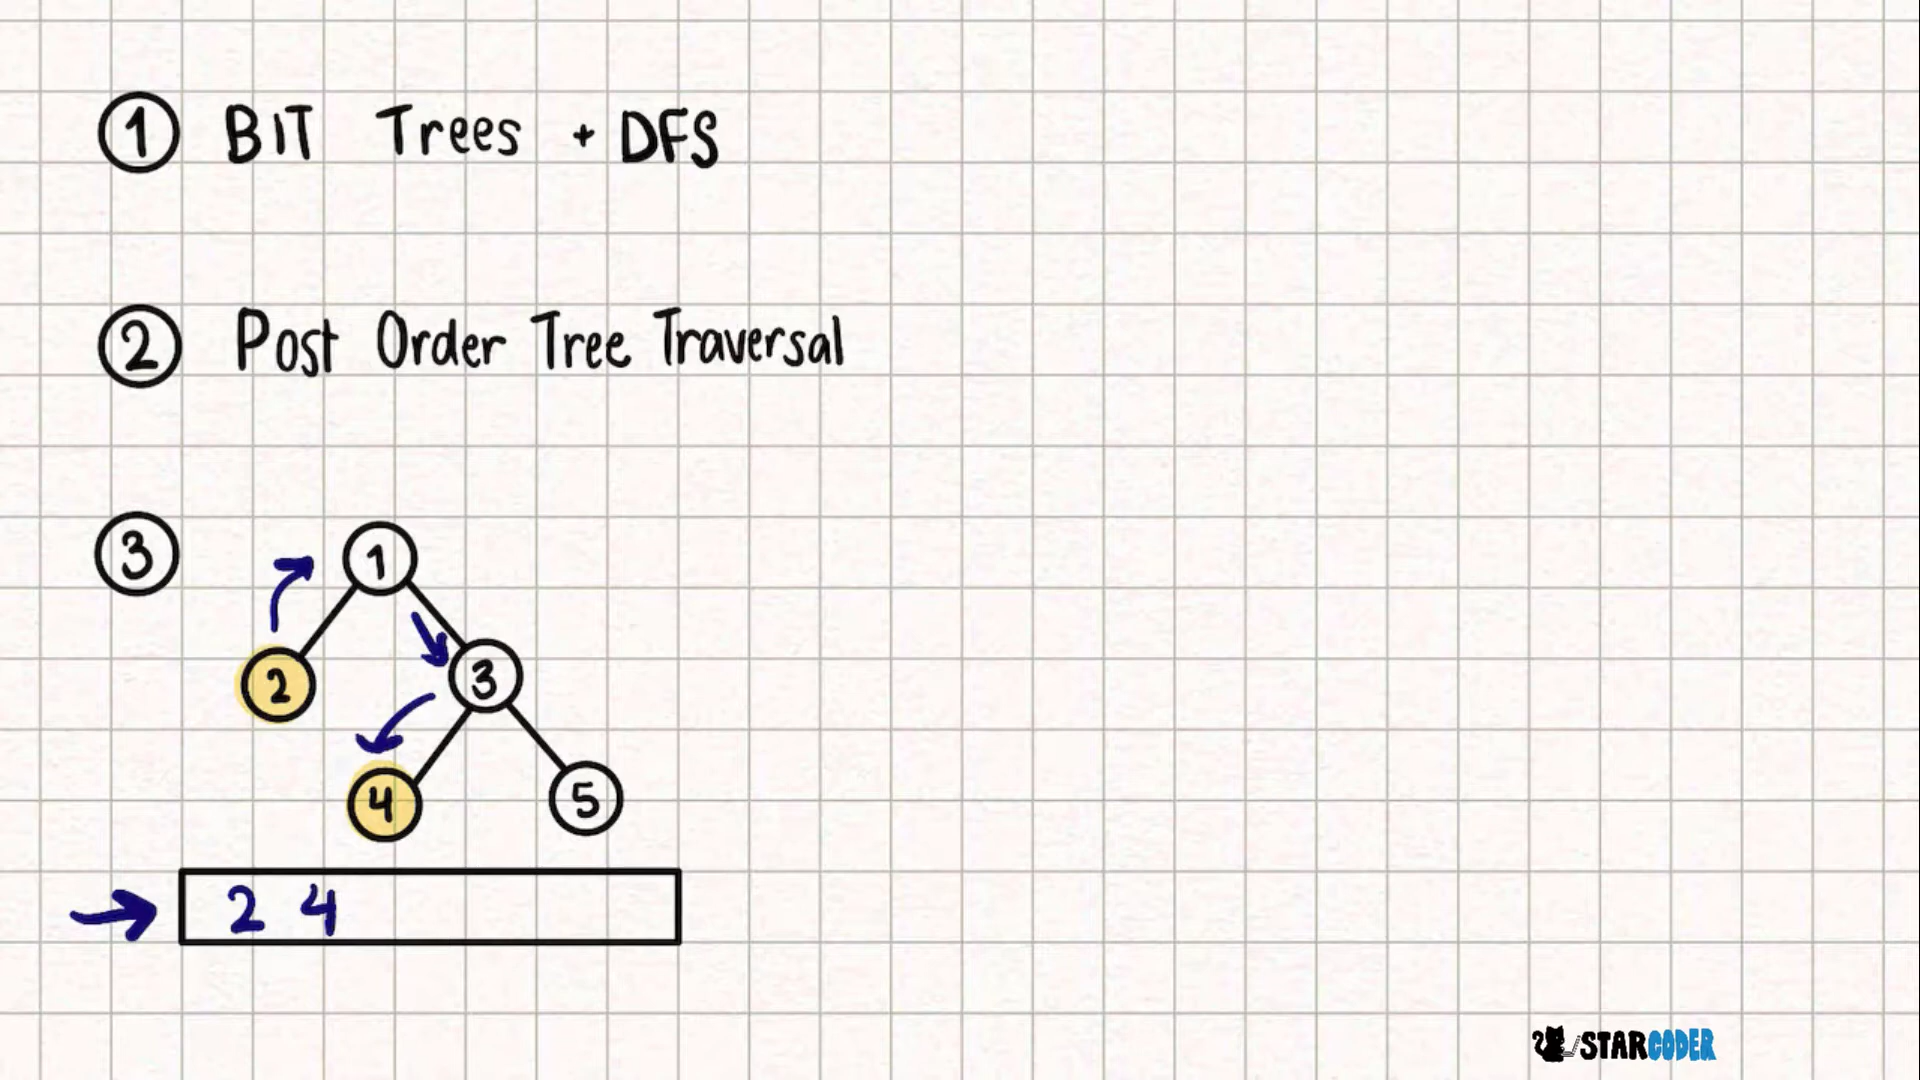 1 BIT Trees + DFS
2 Post Order Tree Traversal
3
1
2
3
4
5
2 4
STARCODER